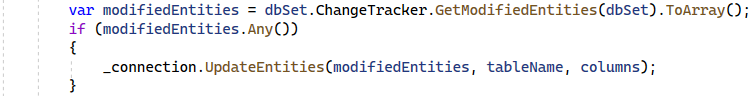 var modifiedEntities = dbSet.ChangeTracker.GetModifiedEntities(dbSet).ToArray();
if (modifiedEntities.Any())
{
_connection.UpdateEntities(modifiedEntities, tableName, columns);
}